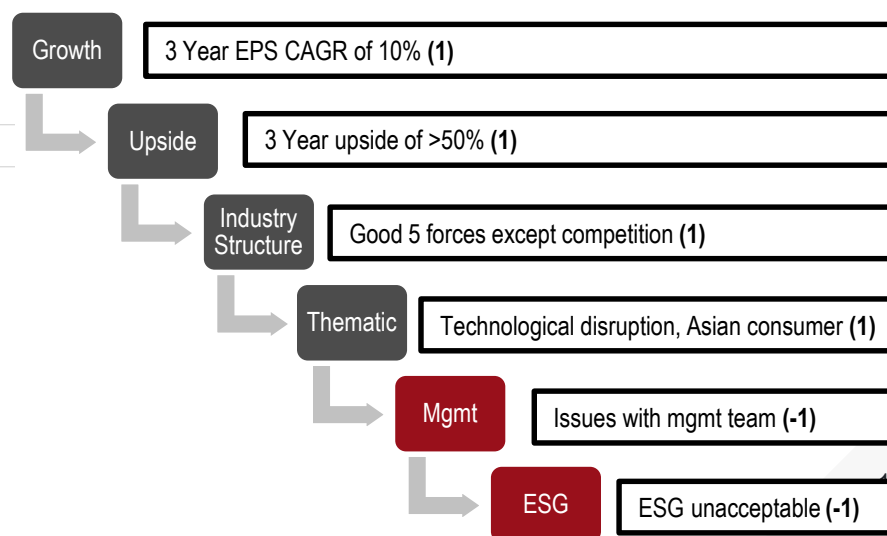 Growth
3 Year EPS CAGR of 10% (1)
Upside
3 Year upside of >50% (1)
Industry
Structure
Good 5 forces except competition (1)
Thematic
Technological disruption, Asian consumer (1)
Mgmt
Issues with mgmt team (-1)
ESG
ESG unacceptable (-1)